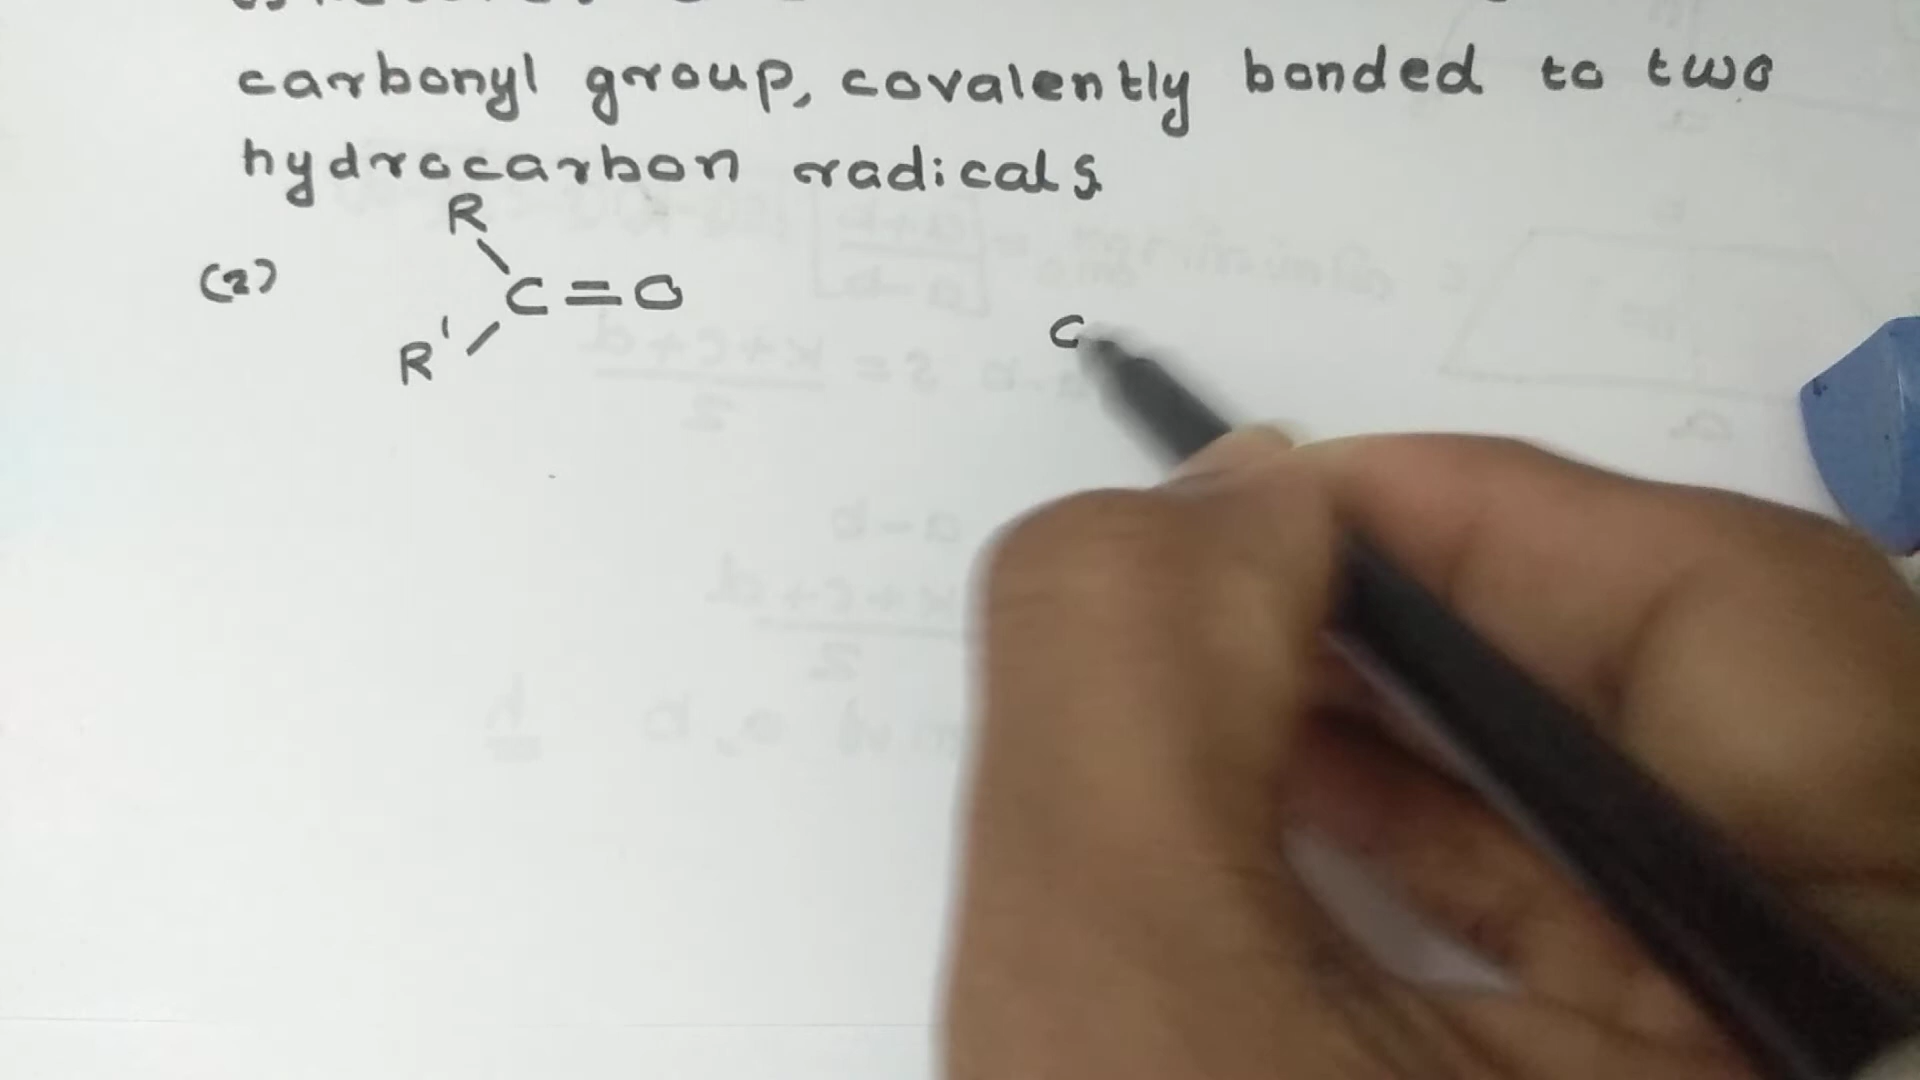 carbonyl group, covalently bonded to two
hydrocarbon radicals.
R
(2) C=O
R'
C